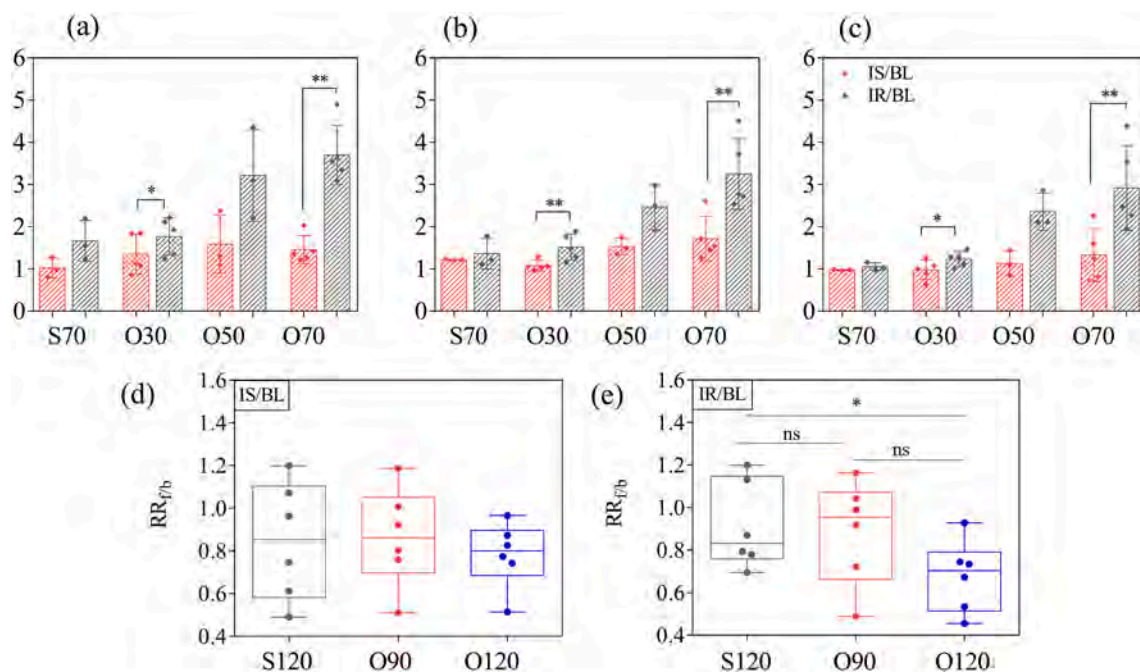 (a)
(b)
(c)
6
5
4
3
2
1
0
**
*
S70 O30 O50 O70
6
5
4
3
2
1
0
**
**
S70 O30 O50 O70
6
5
4
3
2
1
0
IS/BL
IR/BL
**
*
S70 O30 O50 O70
(d)
IS/BL
RRf/b
1.6
1.4
1.2
1.0
0.8
0.6
0.4
S120 O90 O120
(e)
IR/BL
RRf/b
1.6
1.4
1.2
1.0
0.8
0.6
0.4
*
ns
ns
S120 O90 O120